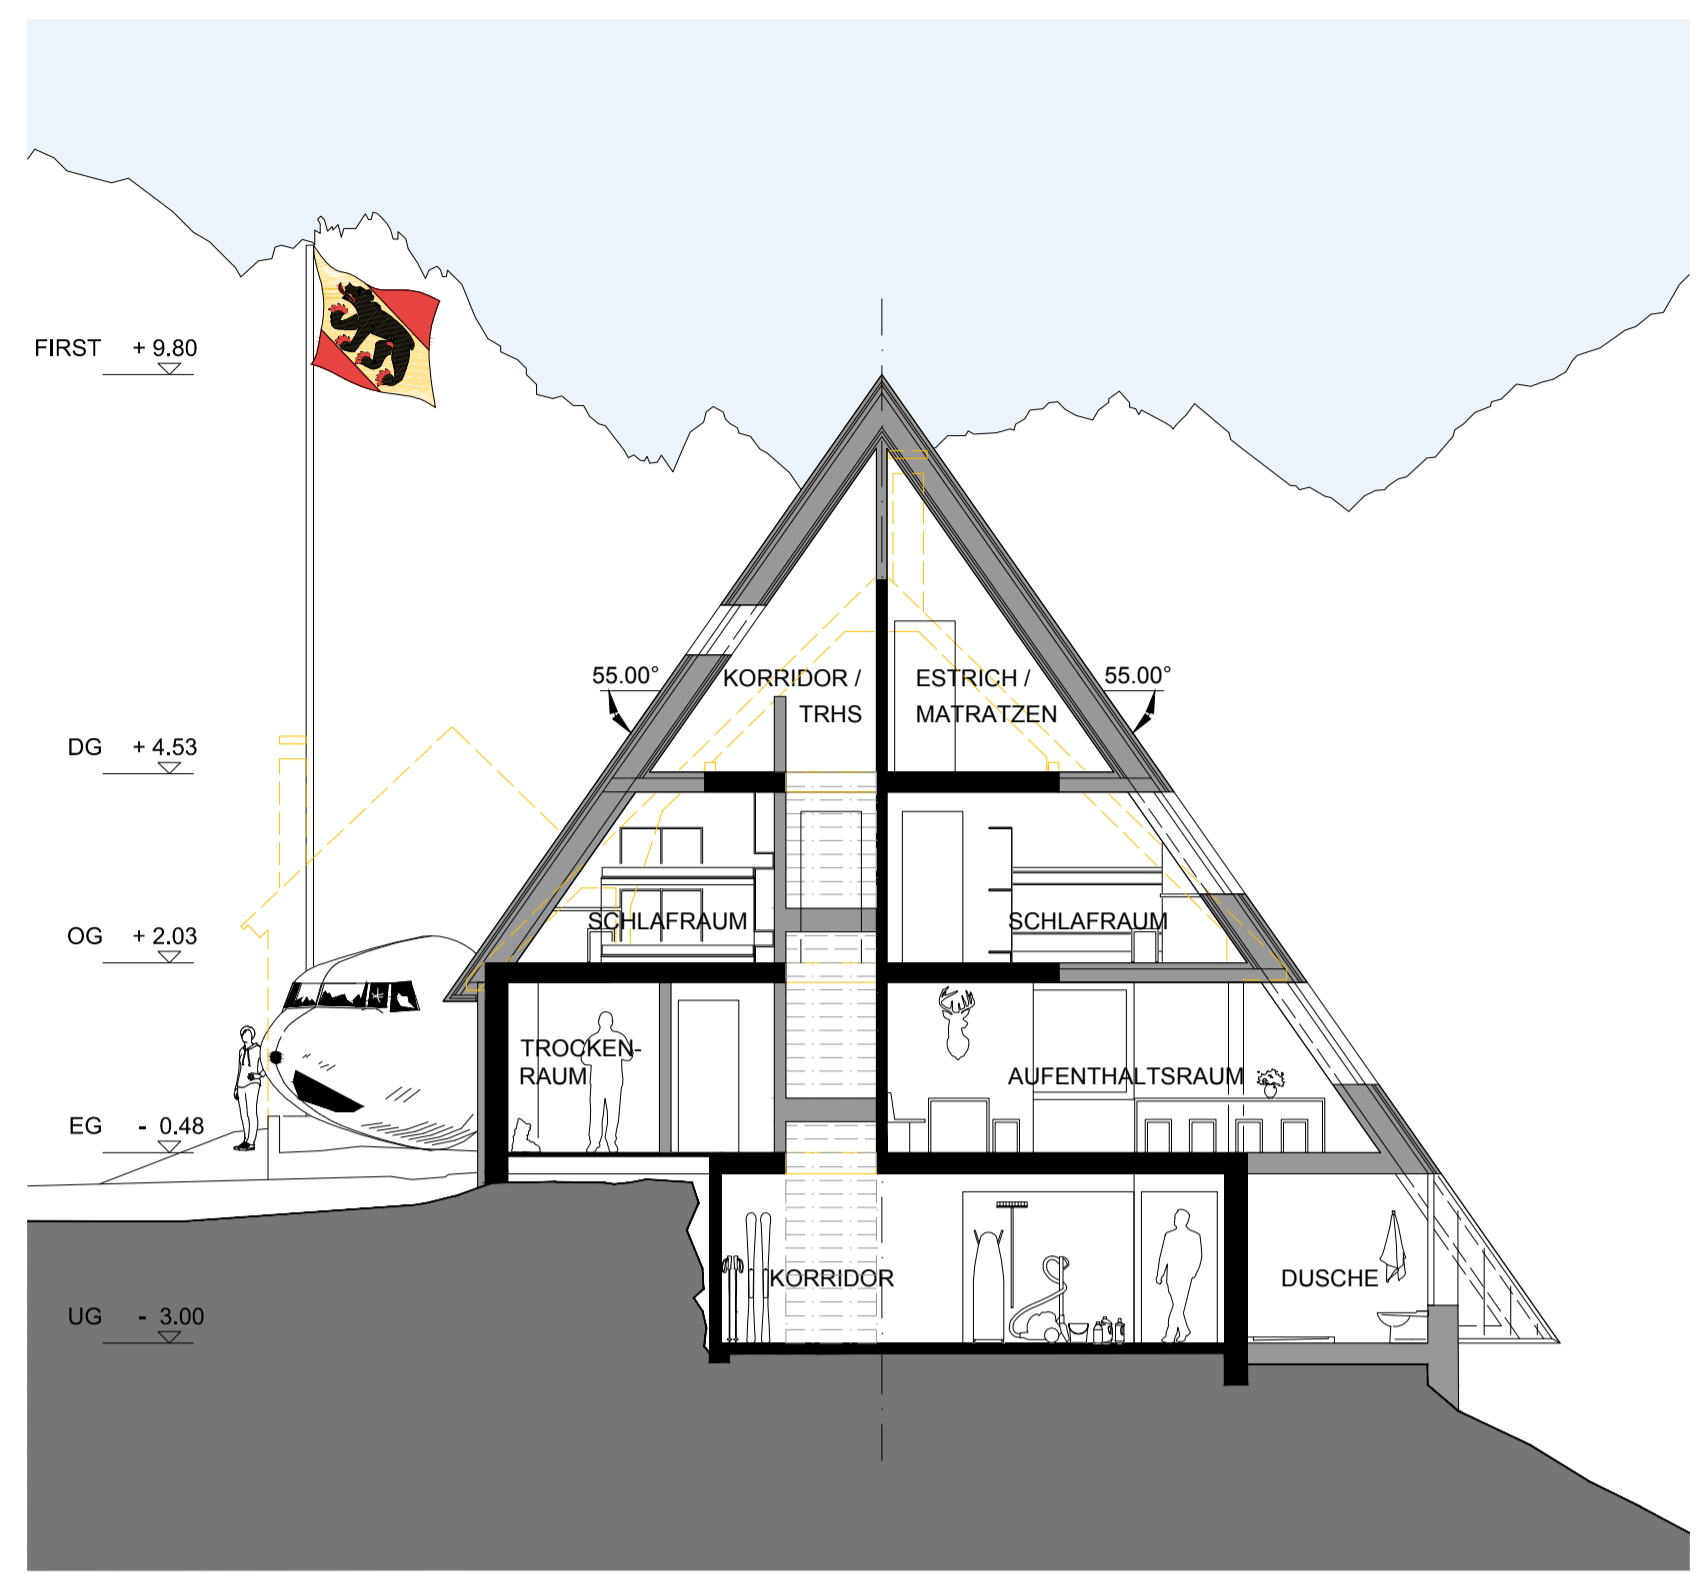 FIRST + 9.80
55.00°
KORRIDOR /
TRHS
ESTRICH /
MATRATZEN
55.00°
DG + 4.53
SCHLAFRAUM
SCHLAFRAUM
OG + 2.03
TROCKEN-
RAUM
AUFENTHALTSRAUM
EG - 0.48
KORRIDOR
DUSCHE
UG - 3.00